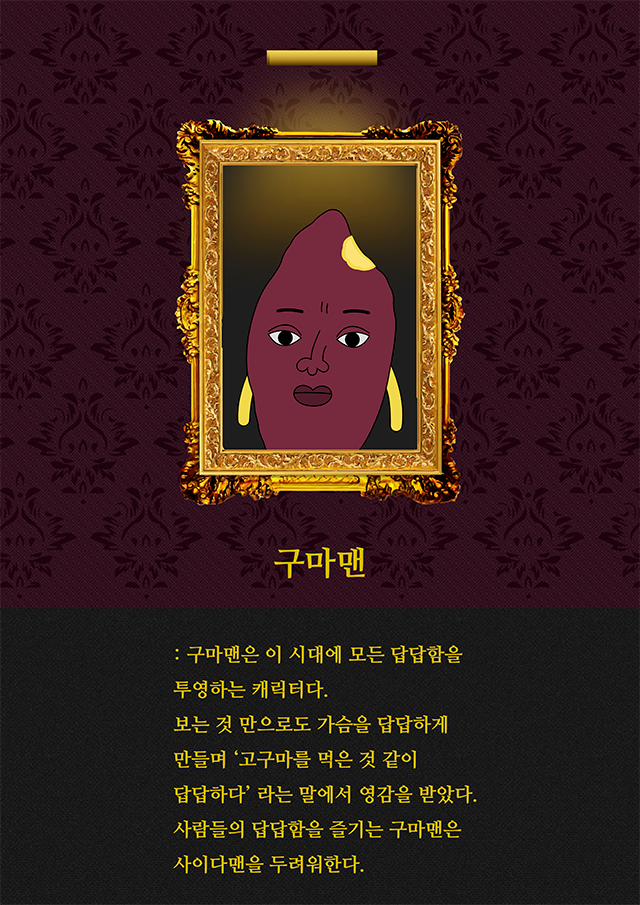 구마맨
: 구마맨은 이 시대에 모든 답답함을
투영하는 캐릭터다.
보는 것 만으로도 가슴을 답답하게
만들며 ‘고구마를 먹은 것 같이
답답하다’ 라는 말에서 영감을 받았다.
사람들의 답답함을 즐기는 구마맨은
사이다맨을 두려워한다.